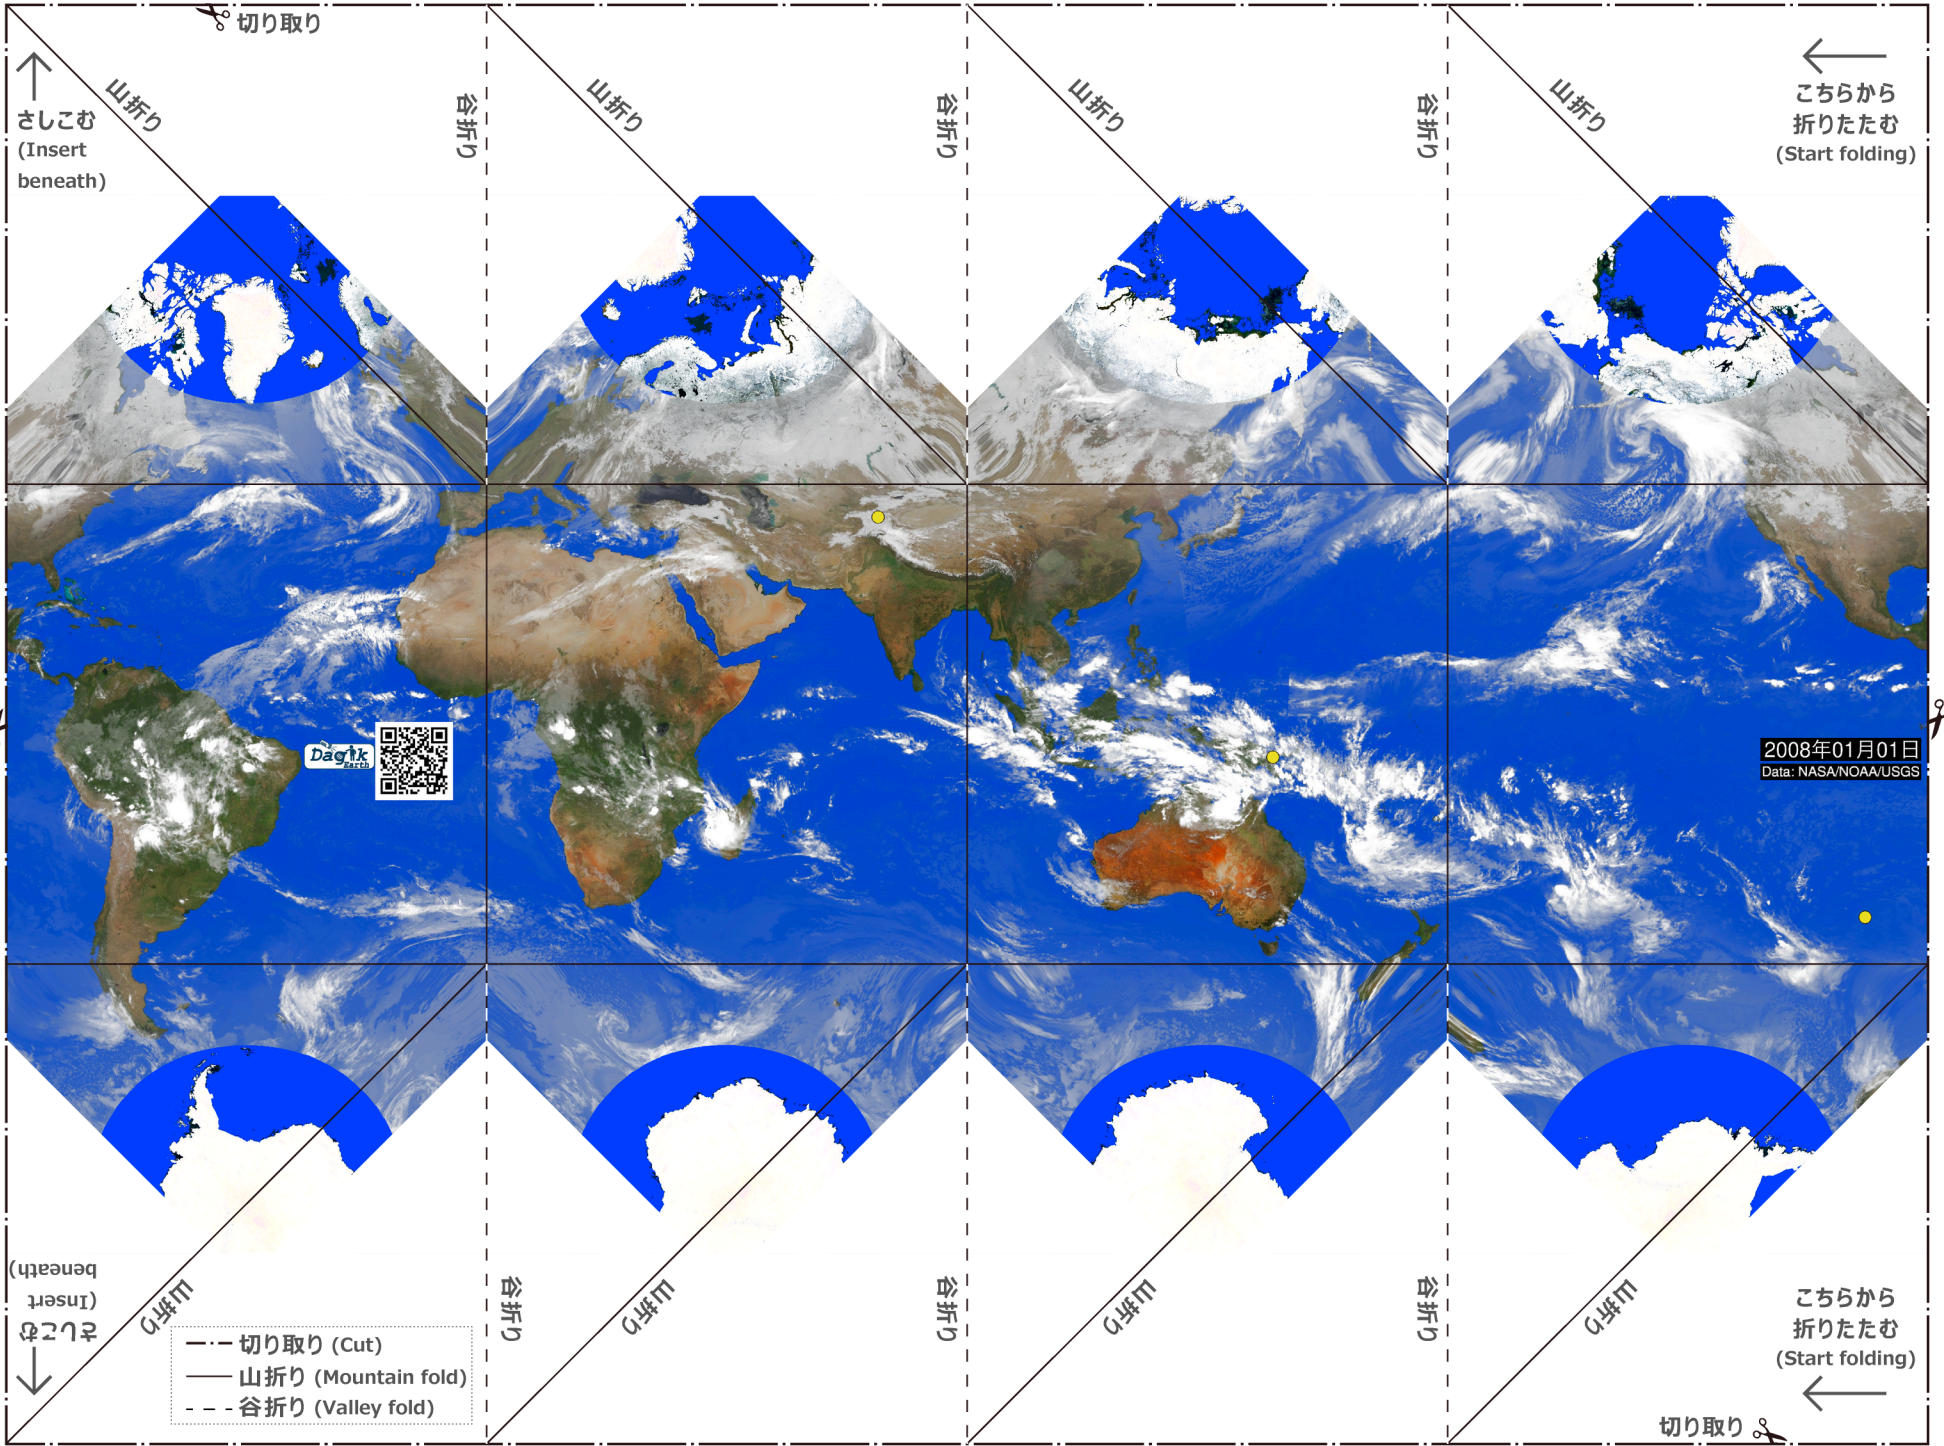 切り取り
山折り
谷折り
山折り
谷折り
山折り
谷折り
山折り
さしこむ
(Insert
beneath)
こちらから
折りたたむ
(Start folding)
Dagik
Earth
2008年01月01日
Data: NASA/NOAA/USGS
さしこむ
(Insert
beneath)
山折り
谷折り
山折り
谷折り
山折り
谷折り
山折り
こちらから
折りたたむ
(Start folding)
切り取り (Cut)
山折り (Mountain fold)
谷折り (Valley fold)
切り取り